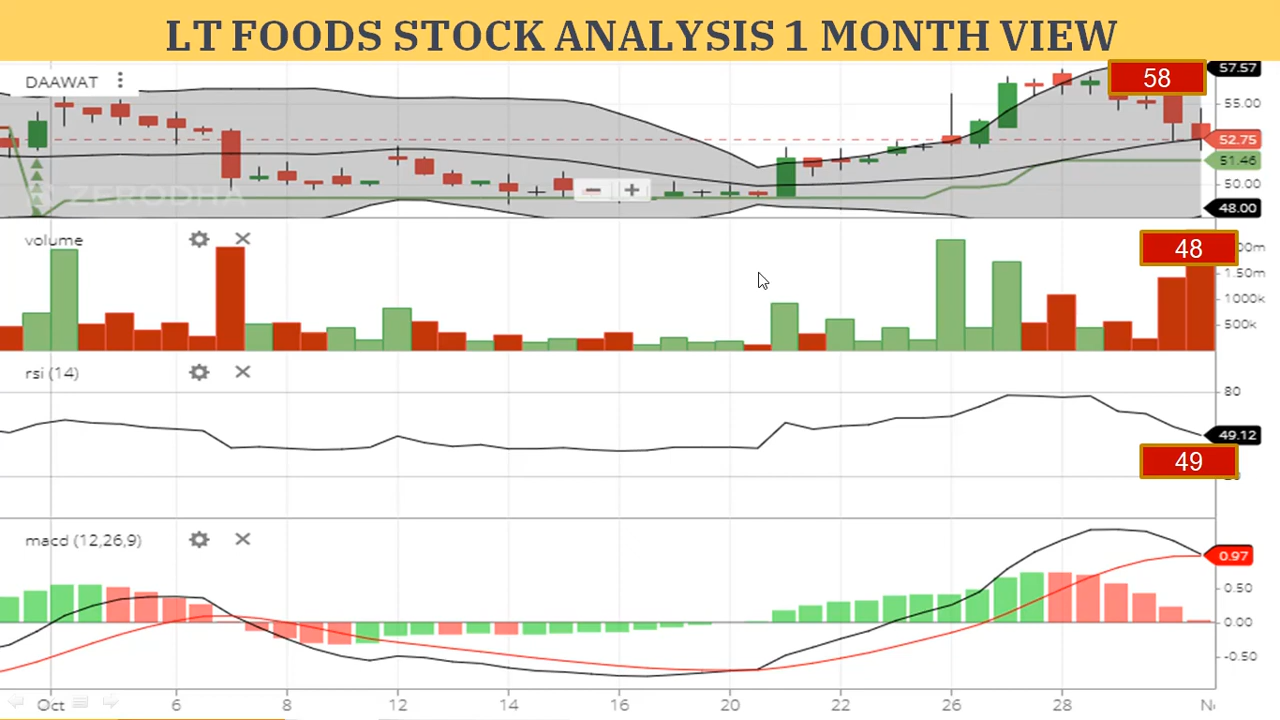 LT FOODS STOCK ANALYSIS 1 MONTH VIEW
DAAWAT
57.57
58
55.00
52.75
51.46
50.00
48.00
ZERODHA
volume
48
1.50m
1000k
500k
rsi (14)
80
49.12
49
macd (12,26,9)
0.97
0.50
0.00
-0.50
Oct 6 8 12 14 16 20 22 26 28